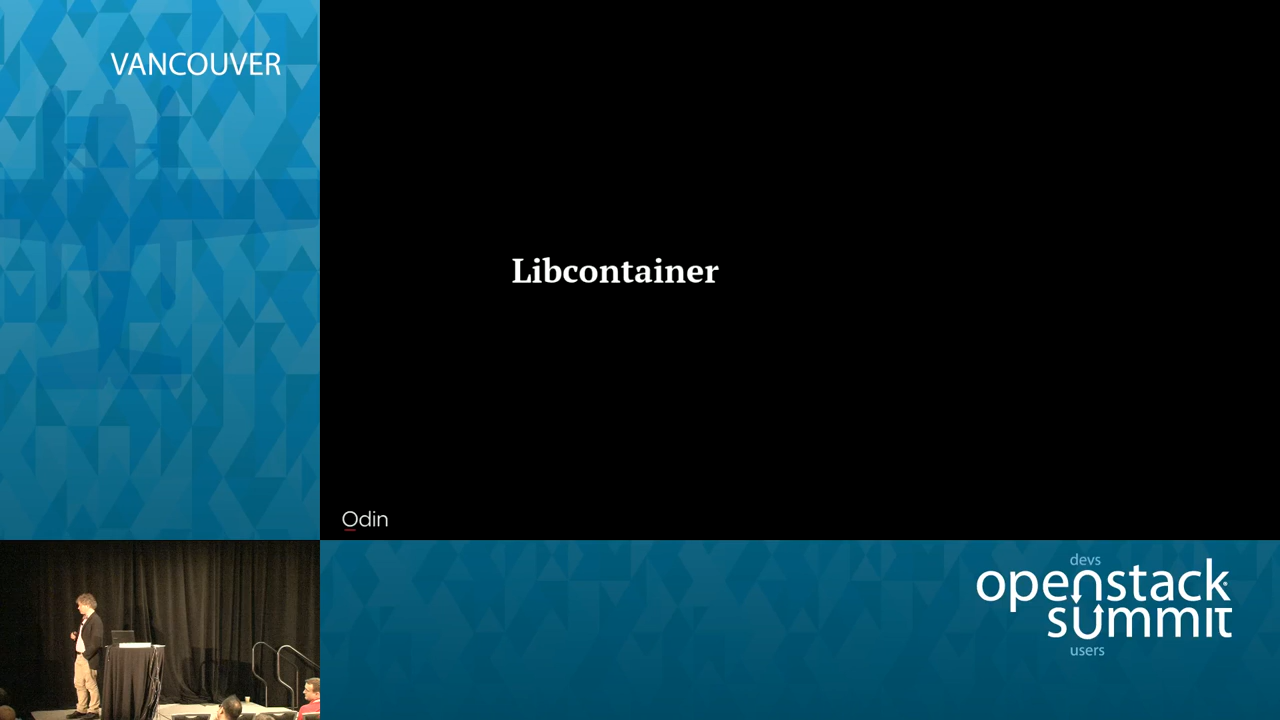 VANCOUVER
Libcontainer
Odin
devs
openstack
summit
users